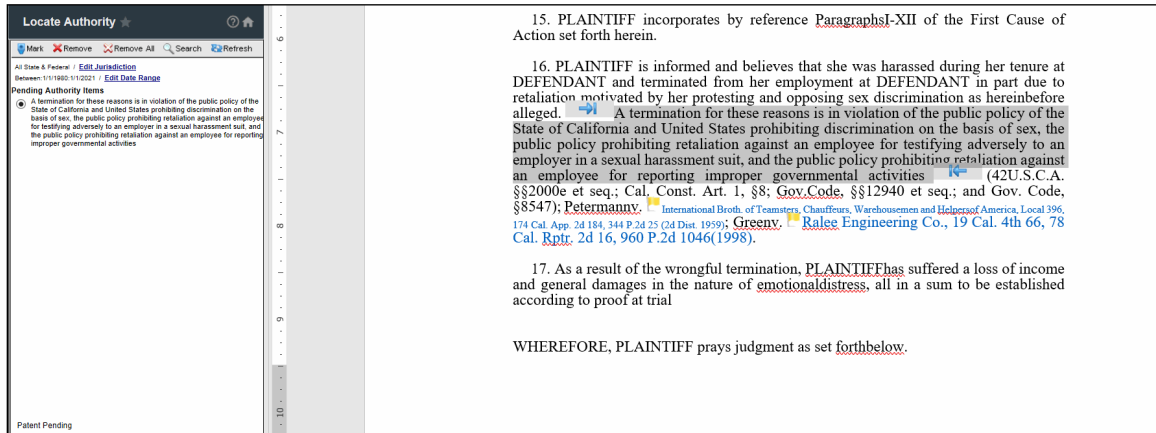 Locate Authority
Mark Remove Remove All Search Refresh
All State & Federal / Edit Jurisdiction
Between:1/1/1980:1/1/2021 / Edit Date Range
Pending Authority Items
A termination for these reasons is in violation of the public policy of the
State of California and United States prohibiting discrimination on the
basis of sex, the public policy prohibiting retaliation against an employee
for testifying adversely to an employer in a sexual harassment suit, and
the public policy prohibiting retaliation against an employee for reporting
improper governmental activities
Patent Pending
6
7
8
9
10
15. PLAINTIFF incorporates by reference ParagraphsI-XII of the First Cause of
Action set forth herein.
16. PLAINTIFF is informed and believes that she was harassed during her tenure at
DEFENDANT and terminated from her employment at DEFENDANT in part due to
retaliation motivated by her protesting and opposing sex discrimination as hereinbefore
alleged. A termination for these reasons is in violation of the public policy of the
State of California and United States prohibiting discrimination on the basis of sex, the
public policy prohibiting retaliation against an employee for testifying adversely to an
employer in a sexual harassment suit, and the public policy prohibiting retaliation against
an employee for reporting improper governmental activities (42U.S.C.A.
§§2000e et seq.; Cal. Const. Art. 1, §8; Gov.Code, §§12940 et seq.; and Gov. Code,
§8547); Petermannv. International Broth. of Teamsters, Chauffeurs, Warehousemen and Helpersof America, Local 396,
174 Cal. App. 2d 184, 344 P.2d 25 (2d Dist. 1959); Greenv. Ralee Engineering Co., 19 Cal. 4th 66, 78
Cal. Rptr. 2d 16, 960 P.2d 1046(1998).
17. As a result of the wrongful termination, PLAINTIFFhas suffered a loss of income
and general damages in the nature of emotionaldistress, all in a sum to be established
according to proof at trial
WHEREFORE, PLAINTIFF prays judgment as set forthbelow.